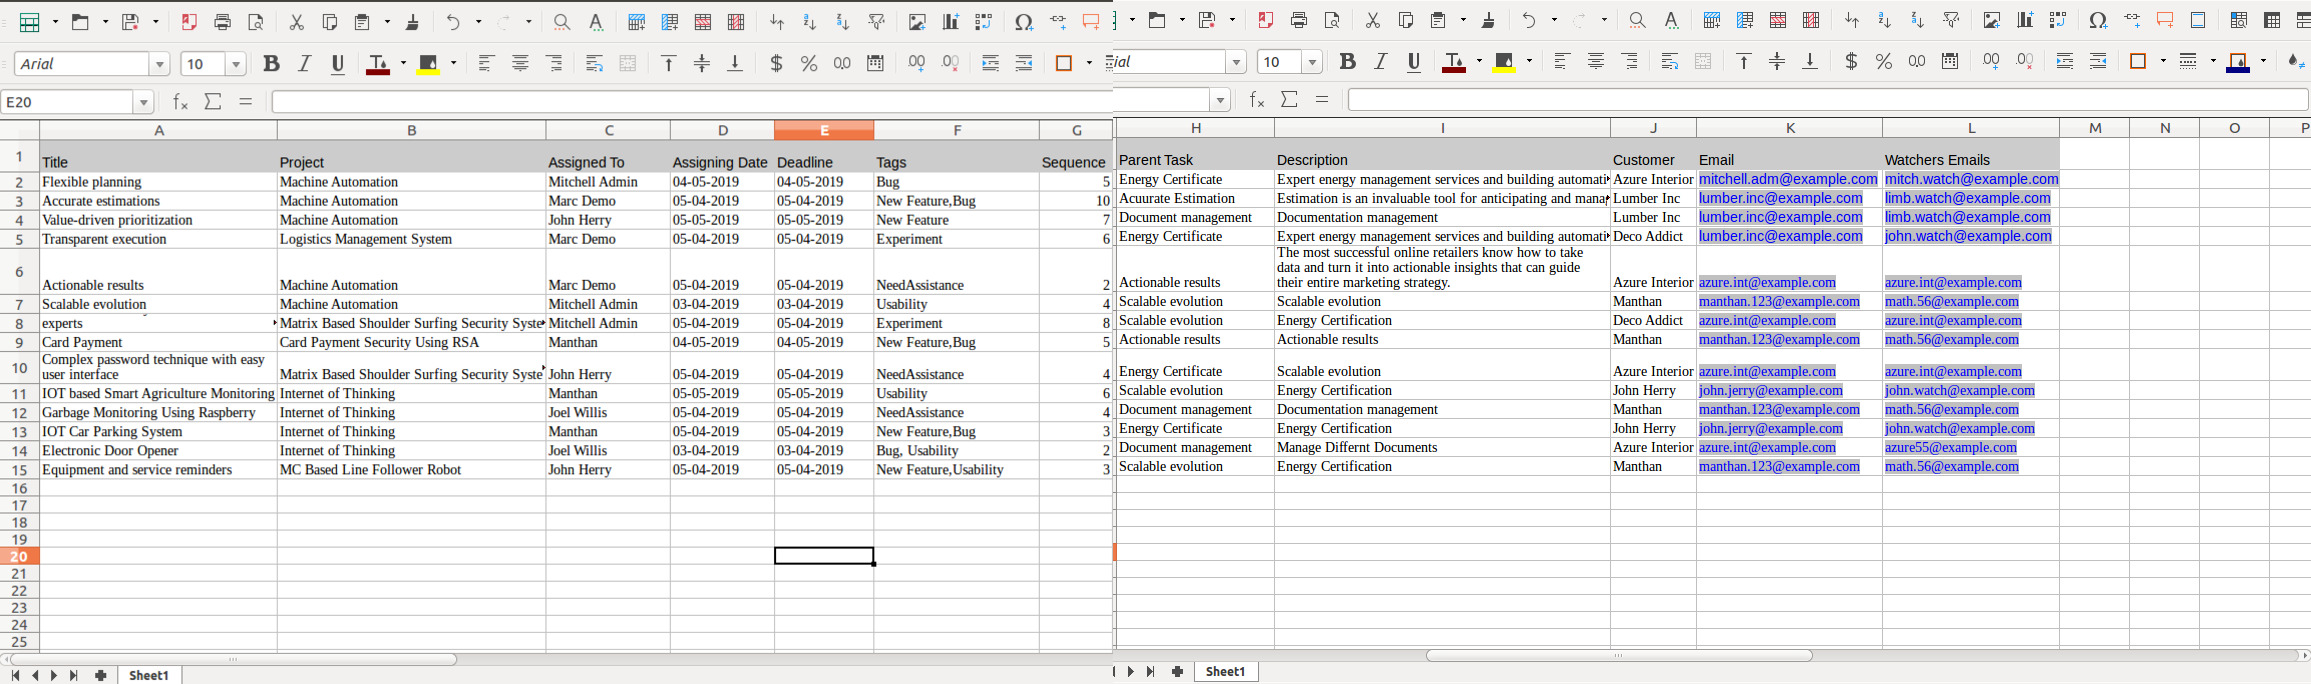 Arial 10
ial 10
E20
A B C D E F G
H I J K L M N O P
1 Title Project Assigned To Assigning Date Deadline Tags Sequence Parent Task Description Customer Email Watchers Emails
2 Flexible planning Machine Automation Mitchell Admin 04-05-2019 04-05-2019 Bug 5 Energy Certificate Expert energy management services and building automati Azure Interior mitchell.adm@example.com mitch.watch@example.com
3 Accurate estimations Machine Automation Marc Demo 05-04-2019 05-04-2019 New Feature,Bug 10 Acuurate Estimation Estimation is an invaluable tool for anticipating and mana Lumber Inc lumber.inc@example.com limb.watch@example.com
4 Value-driven prioritization Machine Automation John Herry 05-05-2019 05-05-2019 New Feature 7 Document management Documentation management Lumber Inc lumber.inc@example.com limb.watch@example.com
5 Transparent execution Logistics Management System Marc Demo 05-04-2019 05-04-2019 Experiment 6 Energy Certificate Expert energy management services and building automati Deco Addict lumber.inc@example.com john.watch@example.com
The most successful online retailers know how to take
data and turn it into actionable insights that can guide
6 Actionable results Machine Automation Marc Demo 05-04-2019 05-04-2019 NeedAssistance 2 Actionable results their entire marketing strategy. Azure Interior azure.int@example.com azure.int@example.com
7 Scalable evolution Machine Automation Mitchell Admin 03-04-2019 03-04-2019 Usability 4 Scalable evolution Scalable evolution Manthan manthan.123@example.com math.56@example.com
8 experts Matrix Based Shoulder Surfing Security Syste Mitchell Admin 05-04-2019 05-04-2019 Experiment 8 Scalable evolution Energy Certification Deco Addict azure.int@example.com azure.int@example.com
9 Card Payment Card Payment Security Using RSA Manthan 04-05-2019 04-05-2019 New Feature,Bug 5 Actionable results Actionable results Manthan manthan.123@example.com math.56@example.com
Complex password technique with easy
10 user interface Matrix Based Shoulder Surfing Security Syste John Herry 05-04-2019 05-04-2019 NeedAssistance 4 Energy Certificate Scalable evolution Azure Interior azure.int@example.com azure.int@example.com
11 IOT based Smart Agriculture Monitoring Internet of Thinking Manthan 05-05-2019 05-05-2019 Usability 6 Scalable evolution Energy Certification John Herry john.jerry@example.com john.watch@example.com
12 Garbage Monitoring Using Raspberry Internet of Thinking Joel Willis 05-04-2019 05-04-2019 NeedAssistance 4 Document management Documentation management Manthan manthan.123@example.com math.56@example.com
13 IOT Car Parking System Internet of Thinking Manthan 05-04-2019 05-04-2019 New Feature,Bug 3 Energy Certificate Energy Certification John Herry john.jerry@example.com john.watch@example.com
14 Electronic Door Opener Internet of Thinking Joel Willis 03-04-2019 03-04-2019 Bug, Usability 2 Document management Manage Differnt Documents Azure Interior azure.int@example.com azure55@example.com
15 Equipment and service reminders MC Based Line Follower Robot John Herry 05-04-2019 05-04-2019 New Feature,Usability 3 Scalable evolution Energy Certification Manthan manthan.123@example.com math.56@example.com
16
17
18
19
20
21
22
23
24
25
Sheet1
Sheet1